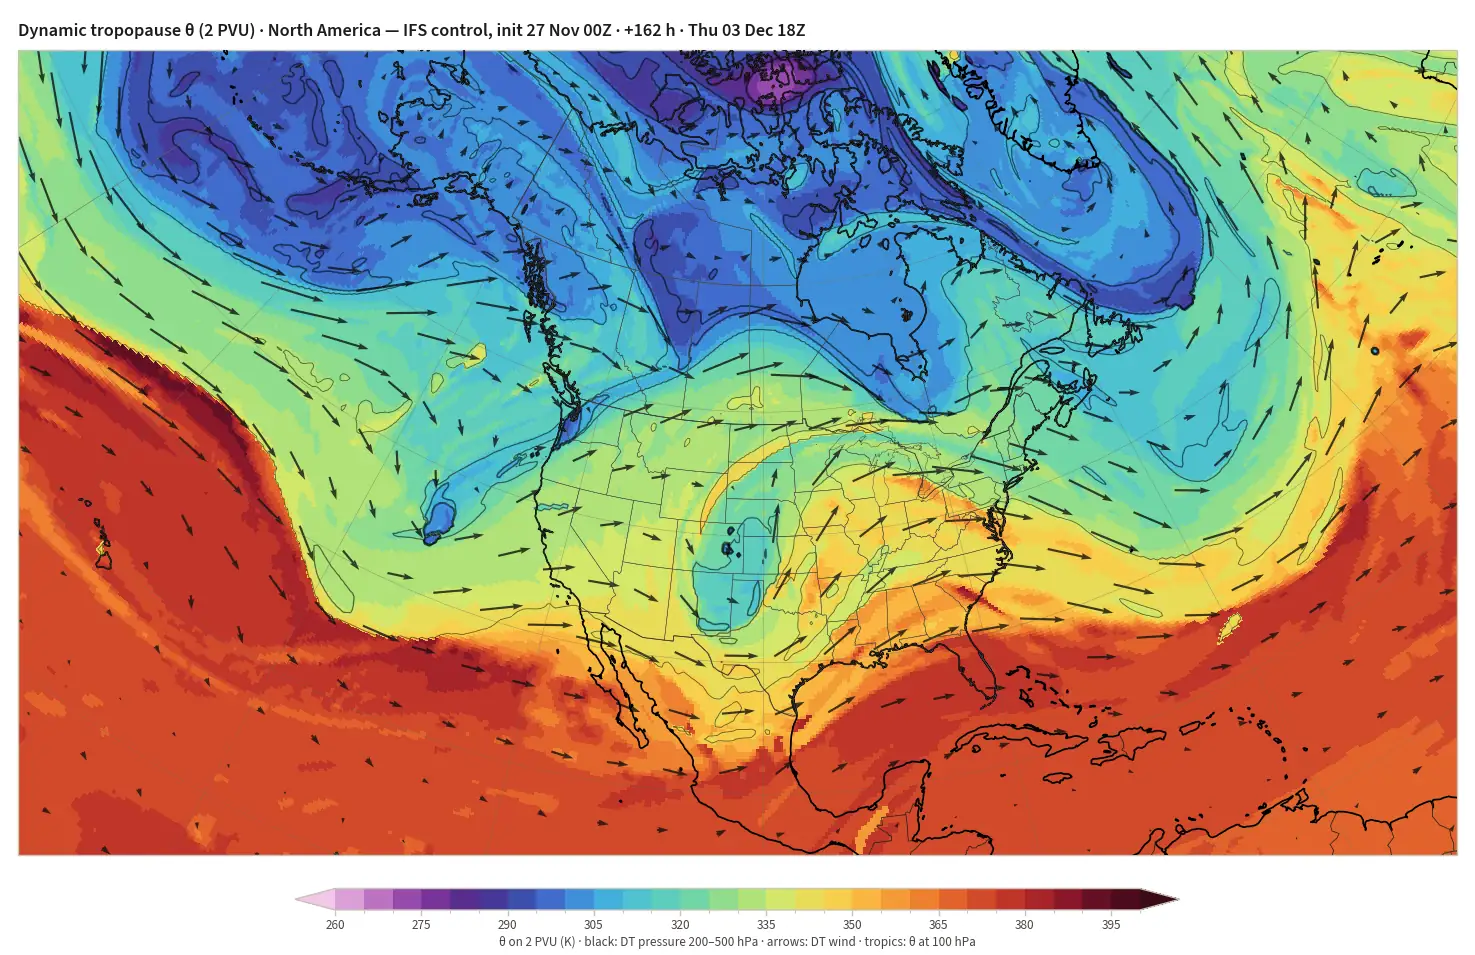 Dynamic tropopause θ (2 PVU) · North America — IFS control, init 27 Nov 00Z · +162 h · Thu 03 Dec 18Z
260 275 290 305 320 335 350 365 380 395
θ on 2 PVU (K) · black: DT pressure 200–500 hPa · arrows: DT wind · tropics: θ at 100 hPa